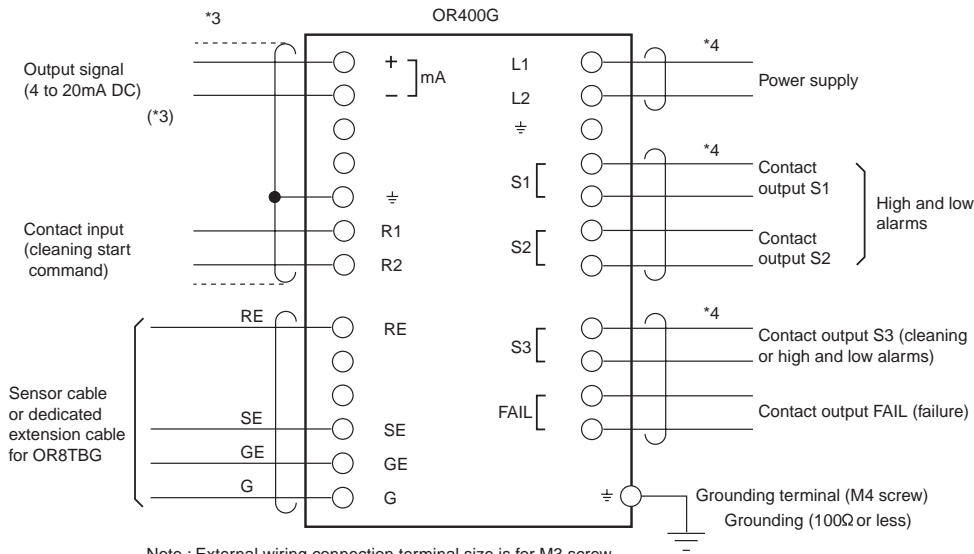 OR400G
*3
Output signal
(4 to 20mA DC)
(*3)
+
−
mA
⏚
R1
R2
Contact input
(cleaning start
command)
Sensor cable
or dedicated
extension cable
for OR8TBG
RE
SE
GE
G
RE
SE
GE
G
L1
L2
⏚
*4
Power supply
S1
*4
Contact
output S1
S2
Contact
output S2
High and low
alarms
S3
*4
Contact output S3 (cleaning
or high and low alarms)
FAIL
Contact output FAIL (failure)
⏚
Grounding terminal (M4 screw)
Grounding (100Ω or less)
Note : External wiring connection terminal size is for M3 screw